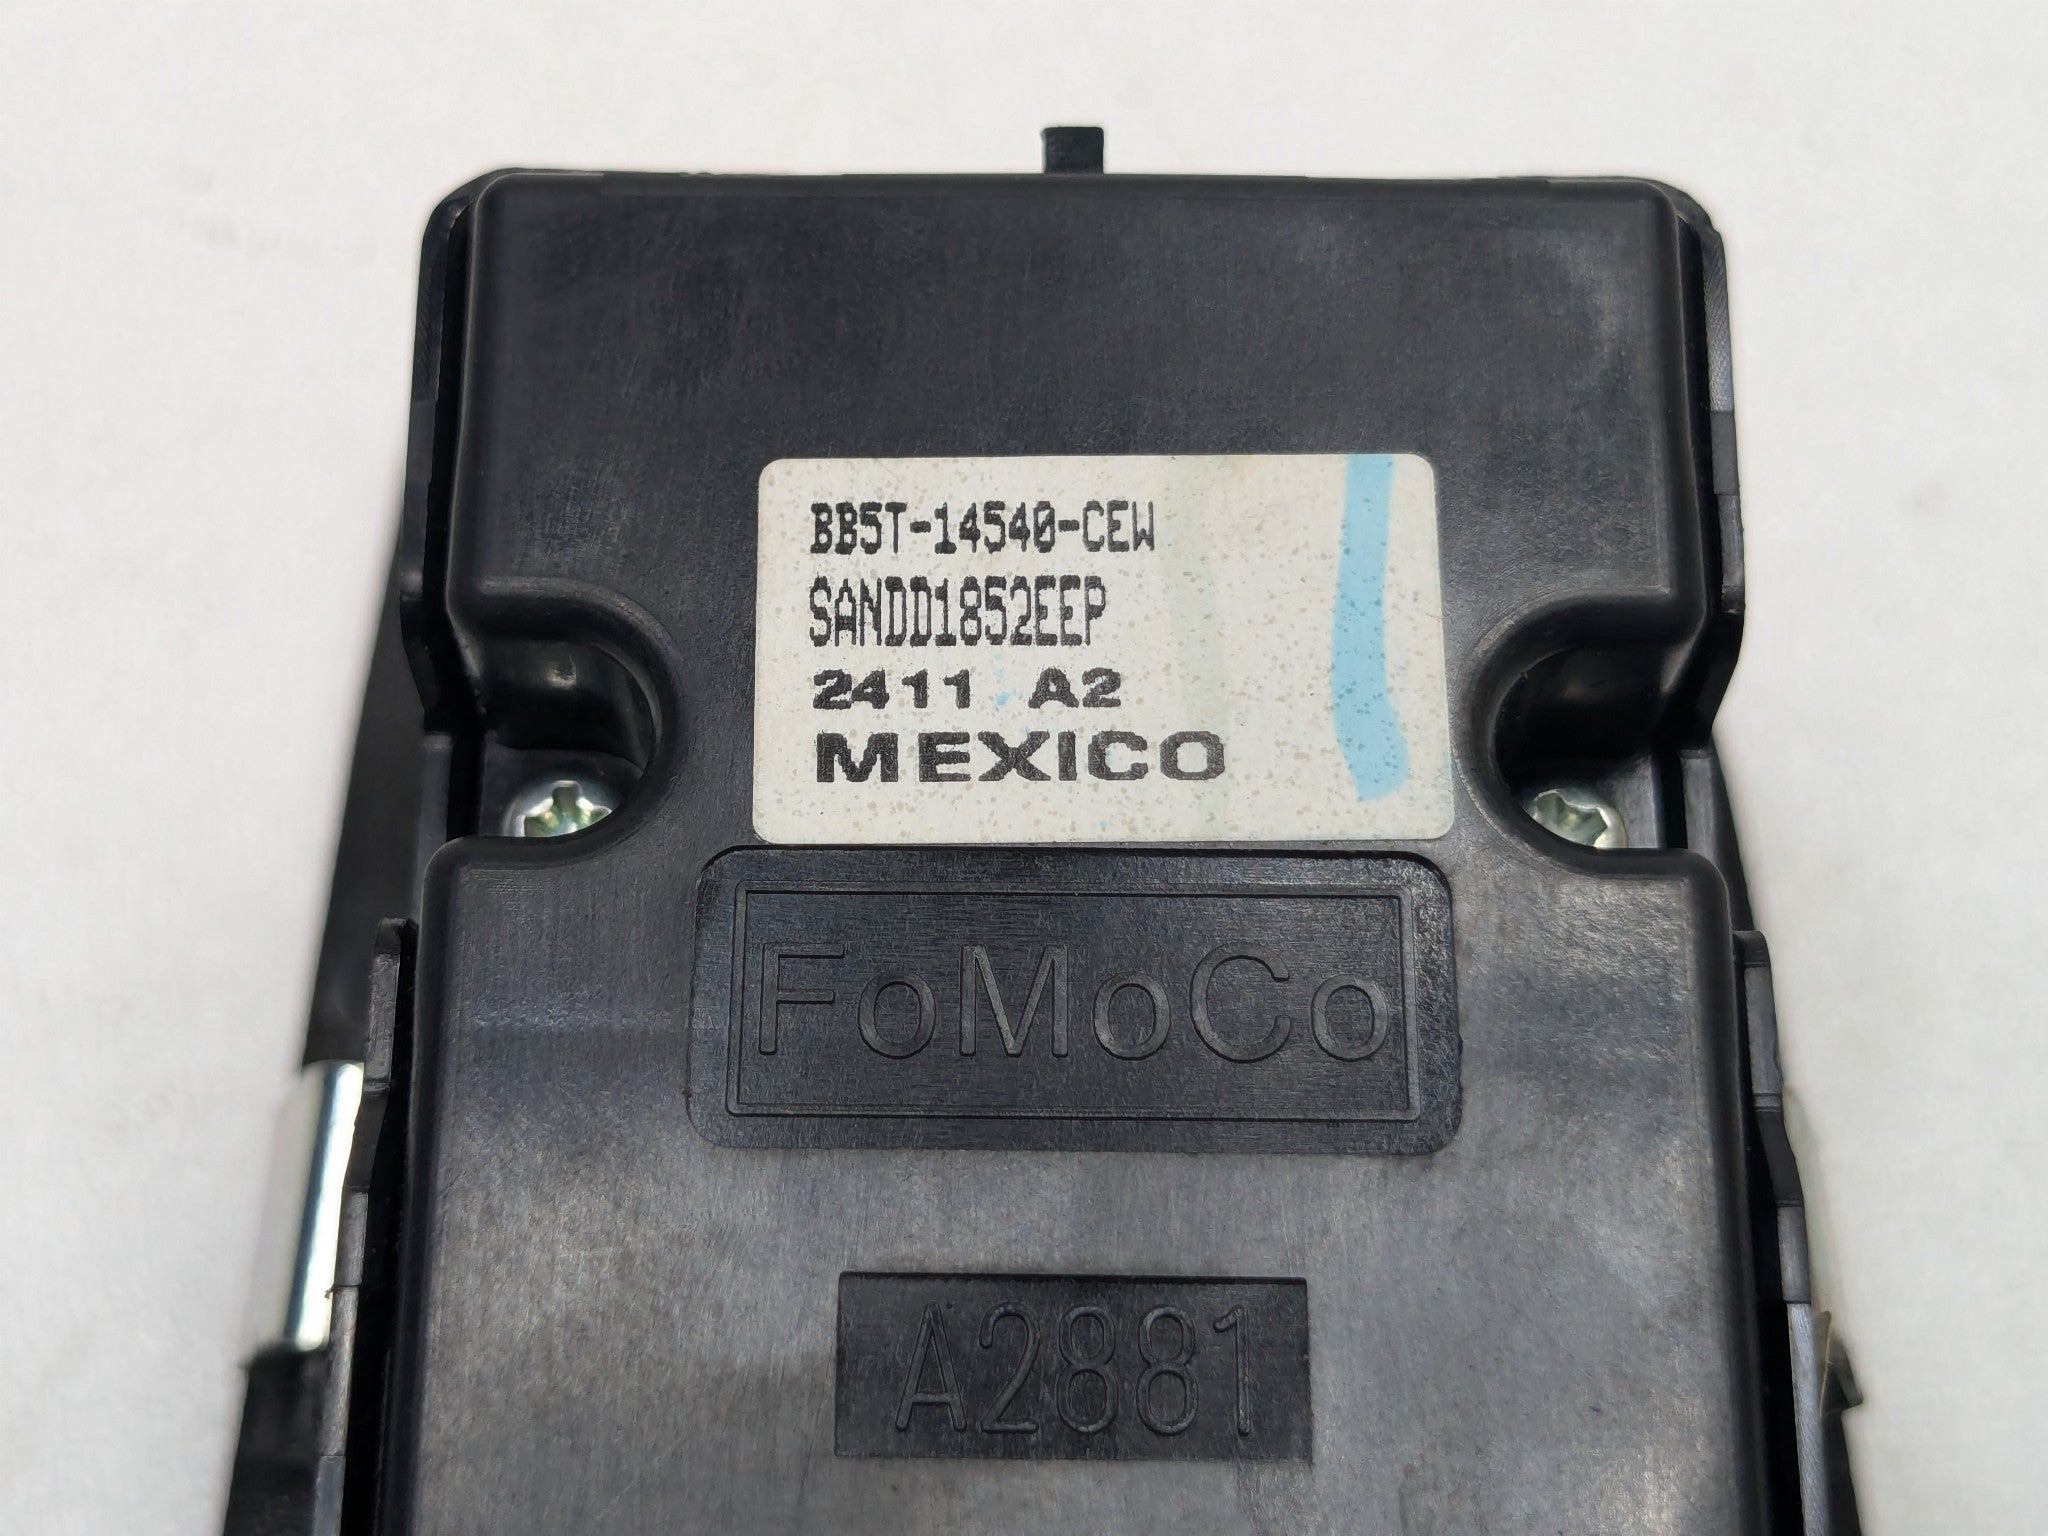 BB5T-14540-CEW
SANDD1852EEP
2411 A2
MEXICO
FoMoCo
A2881